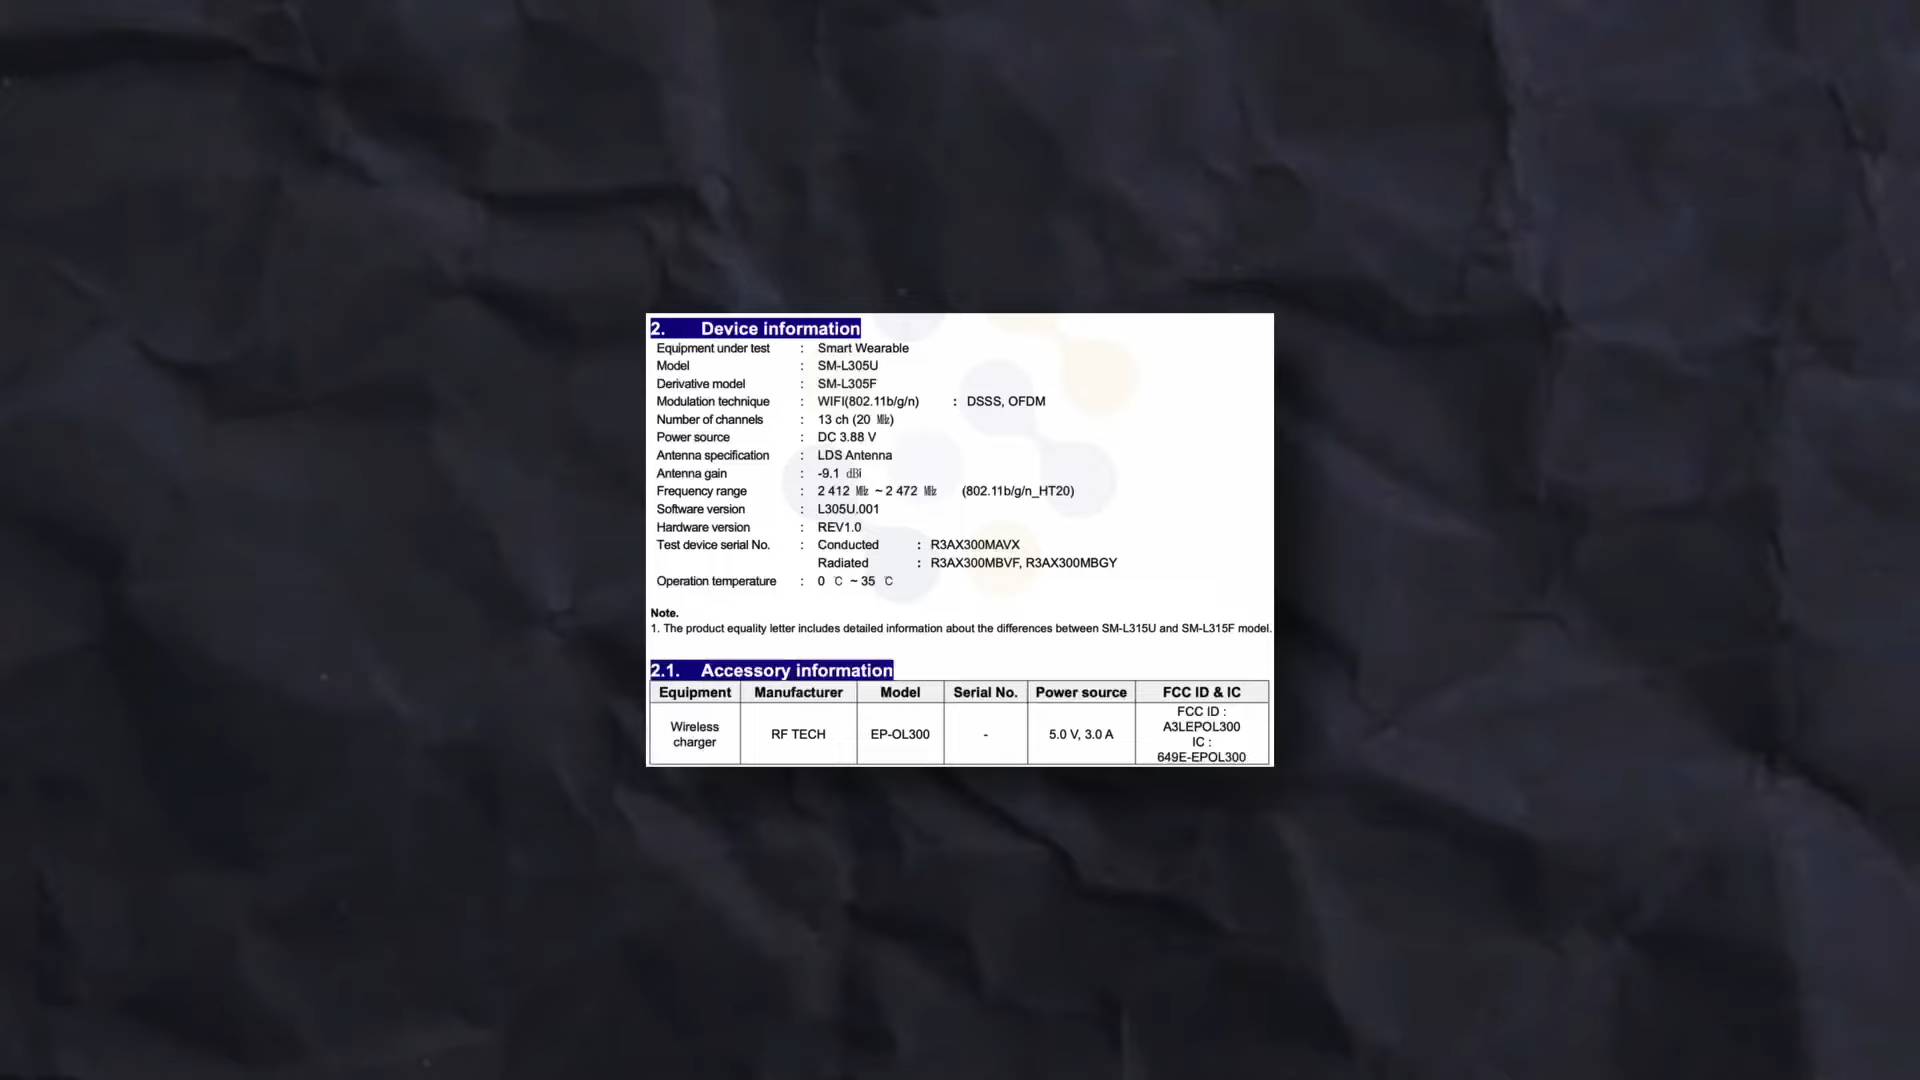 2. Device information
Equipment under test : Smart Wearable
Model : SM-L305U
Derivative model : SM-L305F
Modulation technique : WIFI(802.11b/g/n) : DSSS, OFDM
Number of channels : 13 ch (20 ㎒)
Power source : DC 3.88 V
Antenna specification : LDS Antenna
Antenna gain : -9.1 dBi
Frequency range : 2 412 ㎒ ~ 2 472 ㎒ (802.11b/g/n_HT20)
Software version : L305U.001
Hardware version : REV1.0
Test device serial No. : Conducted : R3AX300MAVX
Radiated : R3AX300MBVF, R3AX300MBGY
Operation temperature : 0 ℃ ~ 35 ℃
Note.
1. The product equality letter includes detailed information about the differences between SM-L315U and SM-L315F model.
2.1. Accessory information
Equipment Manufacturer Model Serial No. Power source FCC ID & IC
Wireless charger RF TECH EP-OL300 - 5.0 V, 3.0 A FCC ID :
A3LEPOL300
IC :
649E-EPOL300